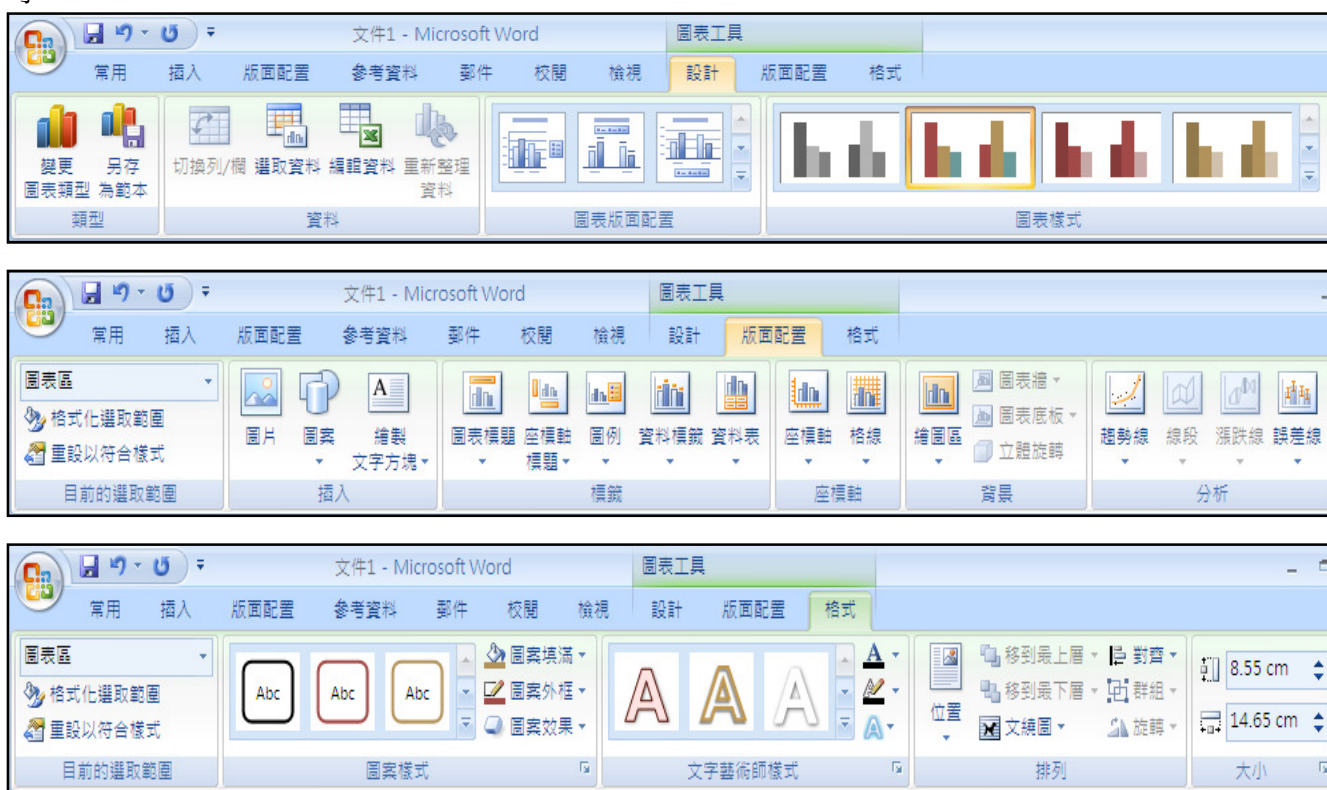 文件1 - Microsoft Word 圖表工具
常用 插入 版面配置 參考資料 郵件 校閱 檢視 設計 版面配置 格式
變更 另存 切換列/欄 選取資料 編輯資料 重新整理
圖表類型 為範本 資料
類型 資料 圖表版面配置 圖表樣式
文件1 - Microsoft Word 圖表工具
常用 插入 版面配置 參考資料 郵件 校閱 檢視 設計 版面配置 格式
圖表區 圖表牆
格式化選取範圍 圖表底板
圖片 圖案 繪製 圖表標題 座標軸 圖例 資料標籤 資料表 座標軸 格線 繪圖區 趨勢線 線段 漲跌線 誤差線
重設以符合樣式 文字方塊 標題 立體旋轉
目前的選取範圍 插入 標籤 座標軸 背景 分析
文件1 - Microsoft Word 圖表工具
常用 插入 版面配置 參考資料 郵件 校閱 檢視 設計 版面配置 格式
圖表區 圖案填滿 移到最上層 對齊 8.55 cm
格式化選取範圍 Abc Abc Abc 圖案外框 A A A 移到最下層 群組
重設以符合樣式 圖案效果 位置 文繞圖 旋轉 14.65 cm
目前的選取範圍 圖案樣式 文字藝術師樣式 排列 大小